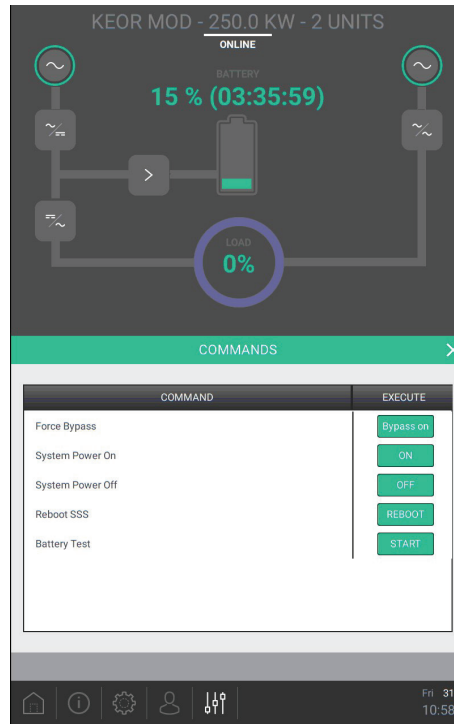 KEOR MOD - 250.0 KW - 2 UNITS
ONLINE
BATTERY
15 % (03:35:59)
LOAD
0%
COMMANDS
COMMAND EXECUTE
Force Bypass Bypass on
System Power On ON
System Power Off OFF
Reboot SSS REBOOT
Battery Test START
Fri 31
10:58